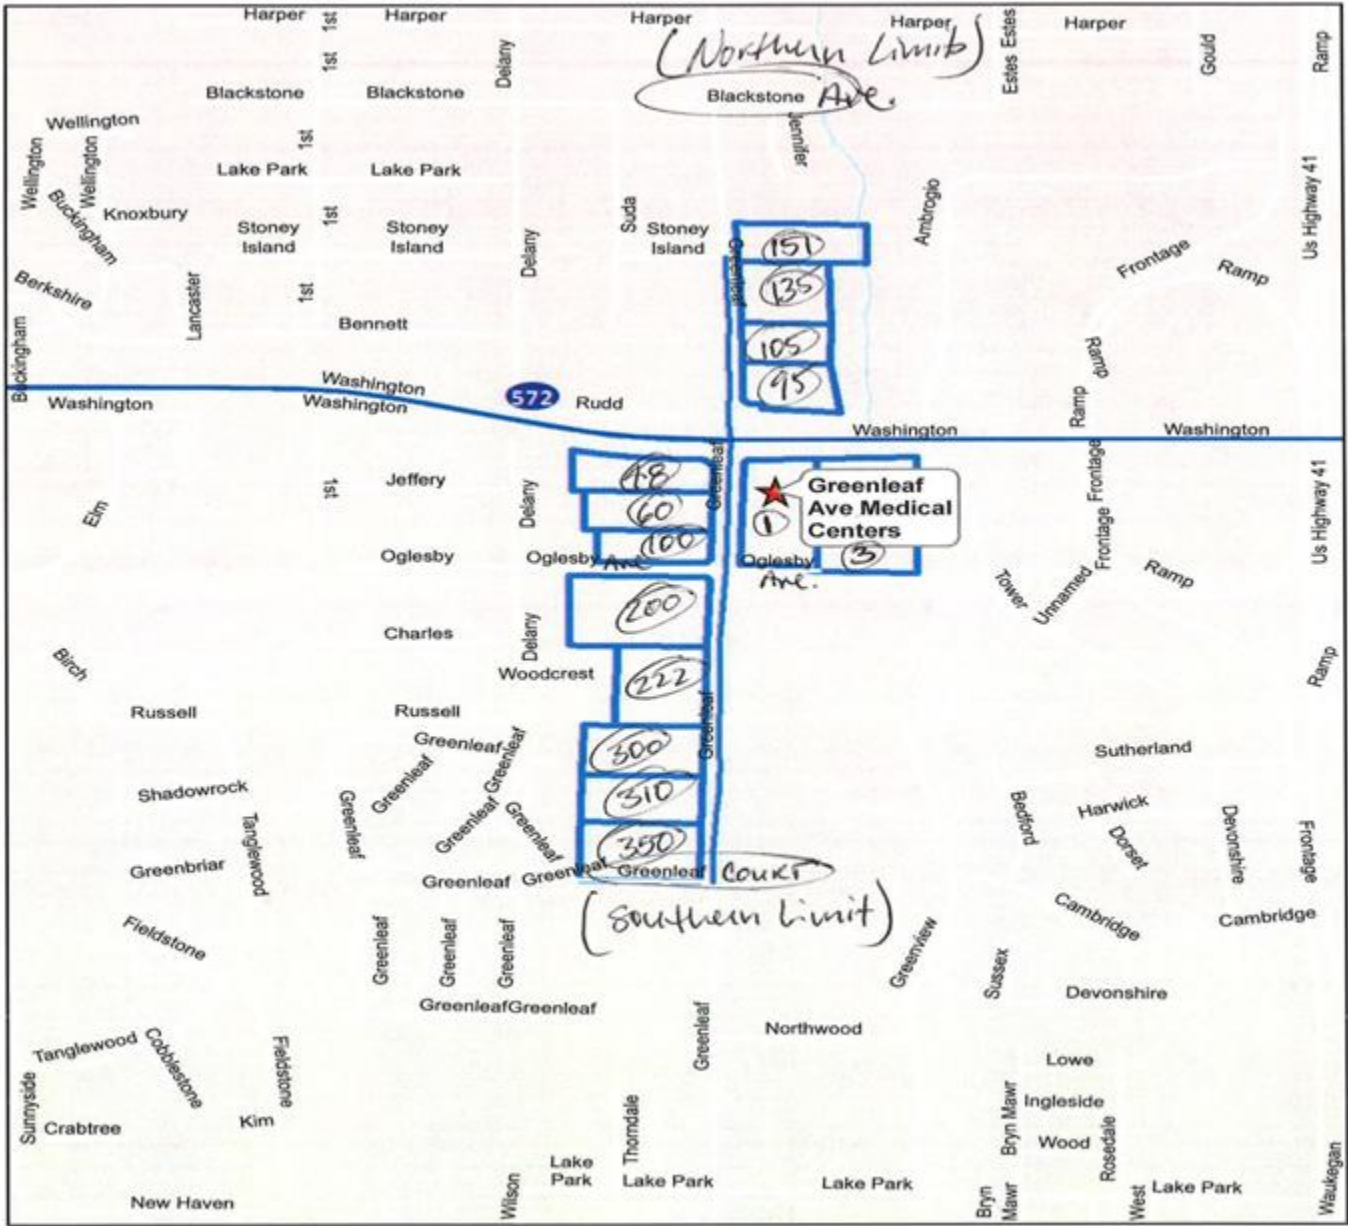 Harper
1st
Harper
Harper
Harper
Estes
Harper
(Northern Limit)
1st
Delany
Estes
Gould
Ramp
Blackstone
Blackstone
Blackstone Ave.
Wellington
1st
Jennifer
Wellington
Wellington
Lake Park
Lake Park
Buckingham
Knoxbury
1st
Suda
Ambrogio
Us Highway 41
Stoney
Island
Stoney
Island
Delany
Stoney
Island
Greenleaf
151
Frontage
Ramp
Berkshire
Lancaster
1st
135
Bennett
105
Buckingham
Ramp
Washington
95
Washington
Washington
572
Rudd
Ramp
Washington
Washington
Jeffery
1st
48
Greenleaf
Greenleaf
Ave Medical
Centers
Frontage
Us Highway 41
Elm
Delany
60
1
Frontage
Oglesby
Oglesby Ave
100
Oglesby
Ave.
3
Tower
Unnamed
Ramp
200
Charles
Delany
Birch
Woodcrest
222
Ramp
Russell
Russell
Greenleaf
Greenleaf
Greenleaf
300
Sutherland
Greenleaf
Shadowrock
310
Bedford
Harwick
Greenleaf
Greenleaf
Greenleaf
Dorset
Devonshire
Frontage
Tanglewood
350
Greenbriar
Greenleaf
Greenleaf
Greenleaf Court
(Southern Limit)
Fieldstone
Greenleaf
Greenleaf
Greenleaf
Greenview
Cambridge
Cambridge
Sussex
Devonshire
GreenleafGreenleaf
Greenleaf
Northwood
Tanglewood
Cobblestone
Fieldstone
Lowe
Sunnyside
Crabtree
Kim
Thorndale
Bryn Mawr
Ingleside
Wood
Rosedale
Lake
Park
Lake Park
Lake Park
Lake Park
New Haven
Wilson
Bryn
Mawr
West
Waukegan